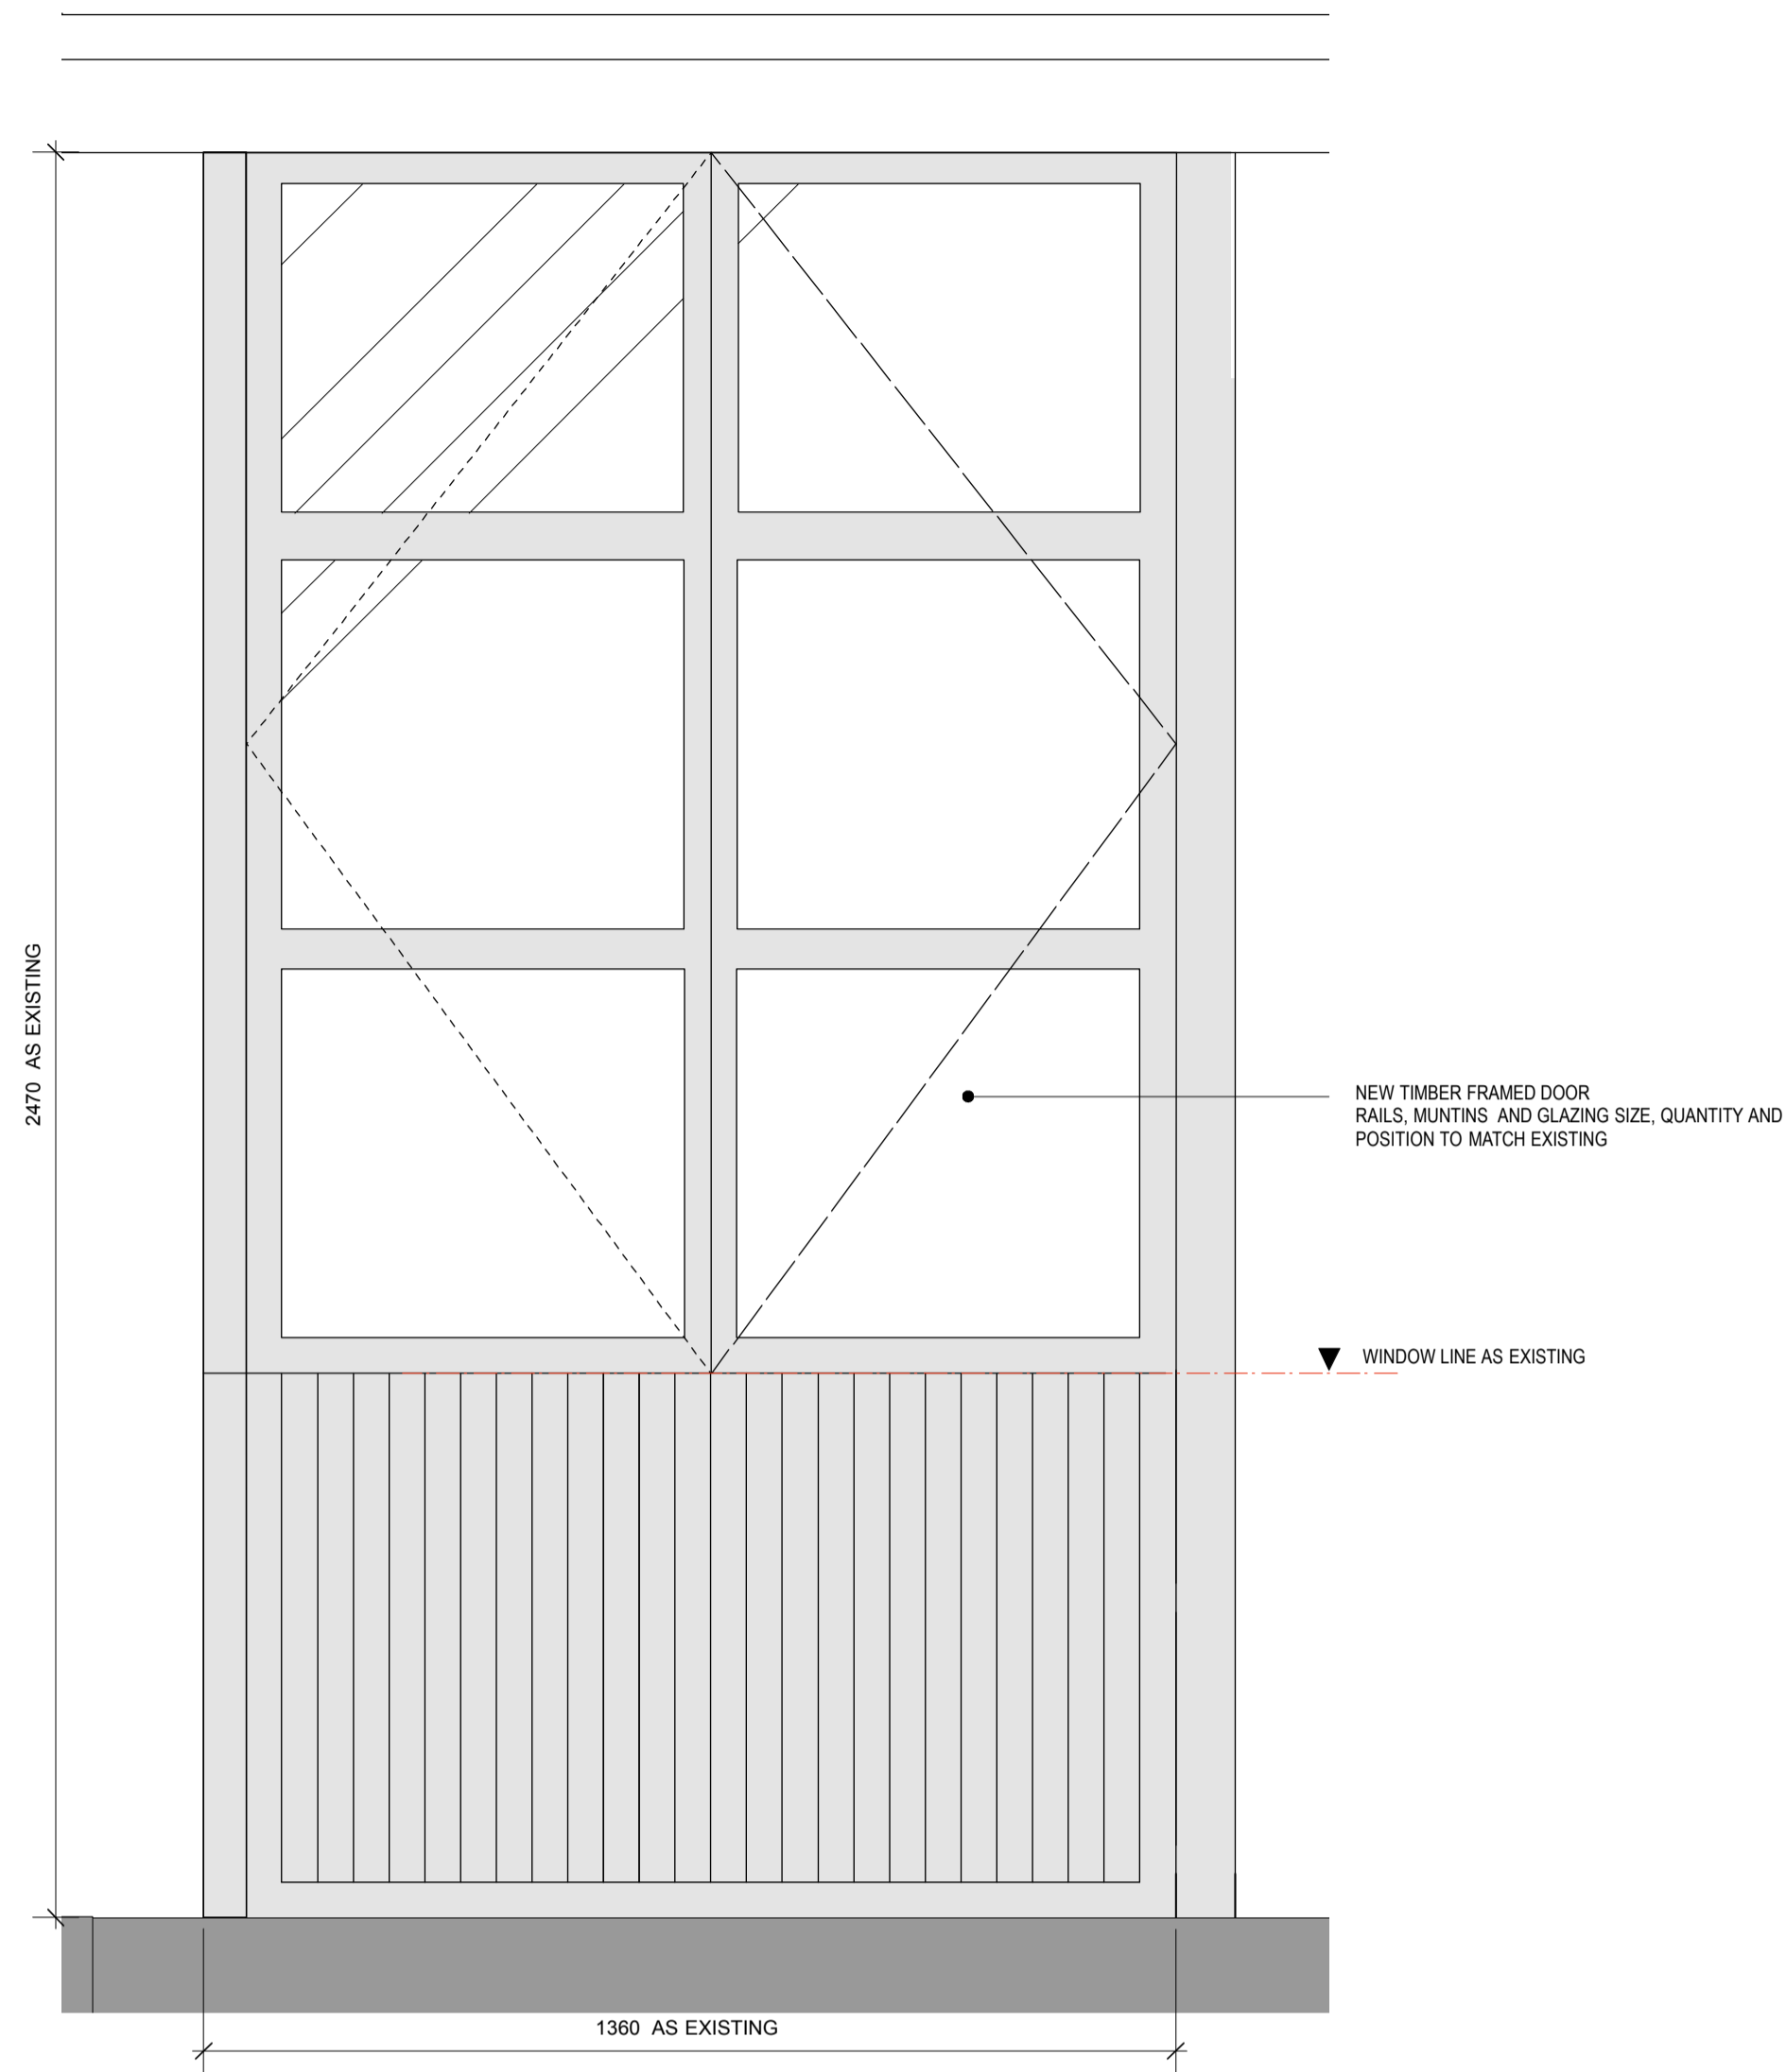 2470 AS EXISTING
NEW TIMBER FRAMED DOOR
RAILS, MUNTINS AND GLAZING SIZE, QUANTITY AND
POSITION TO MATCH EXISTING
WINDOW LINE AS EXISTING
1360 AS EXISTING